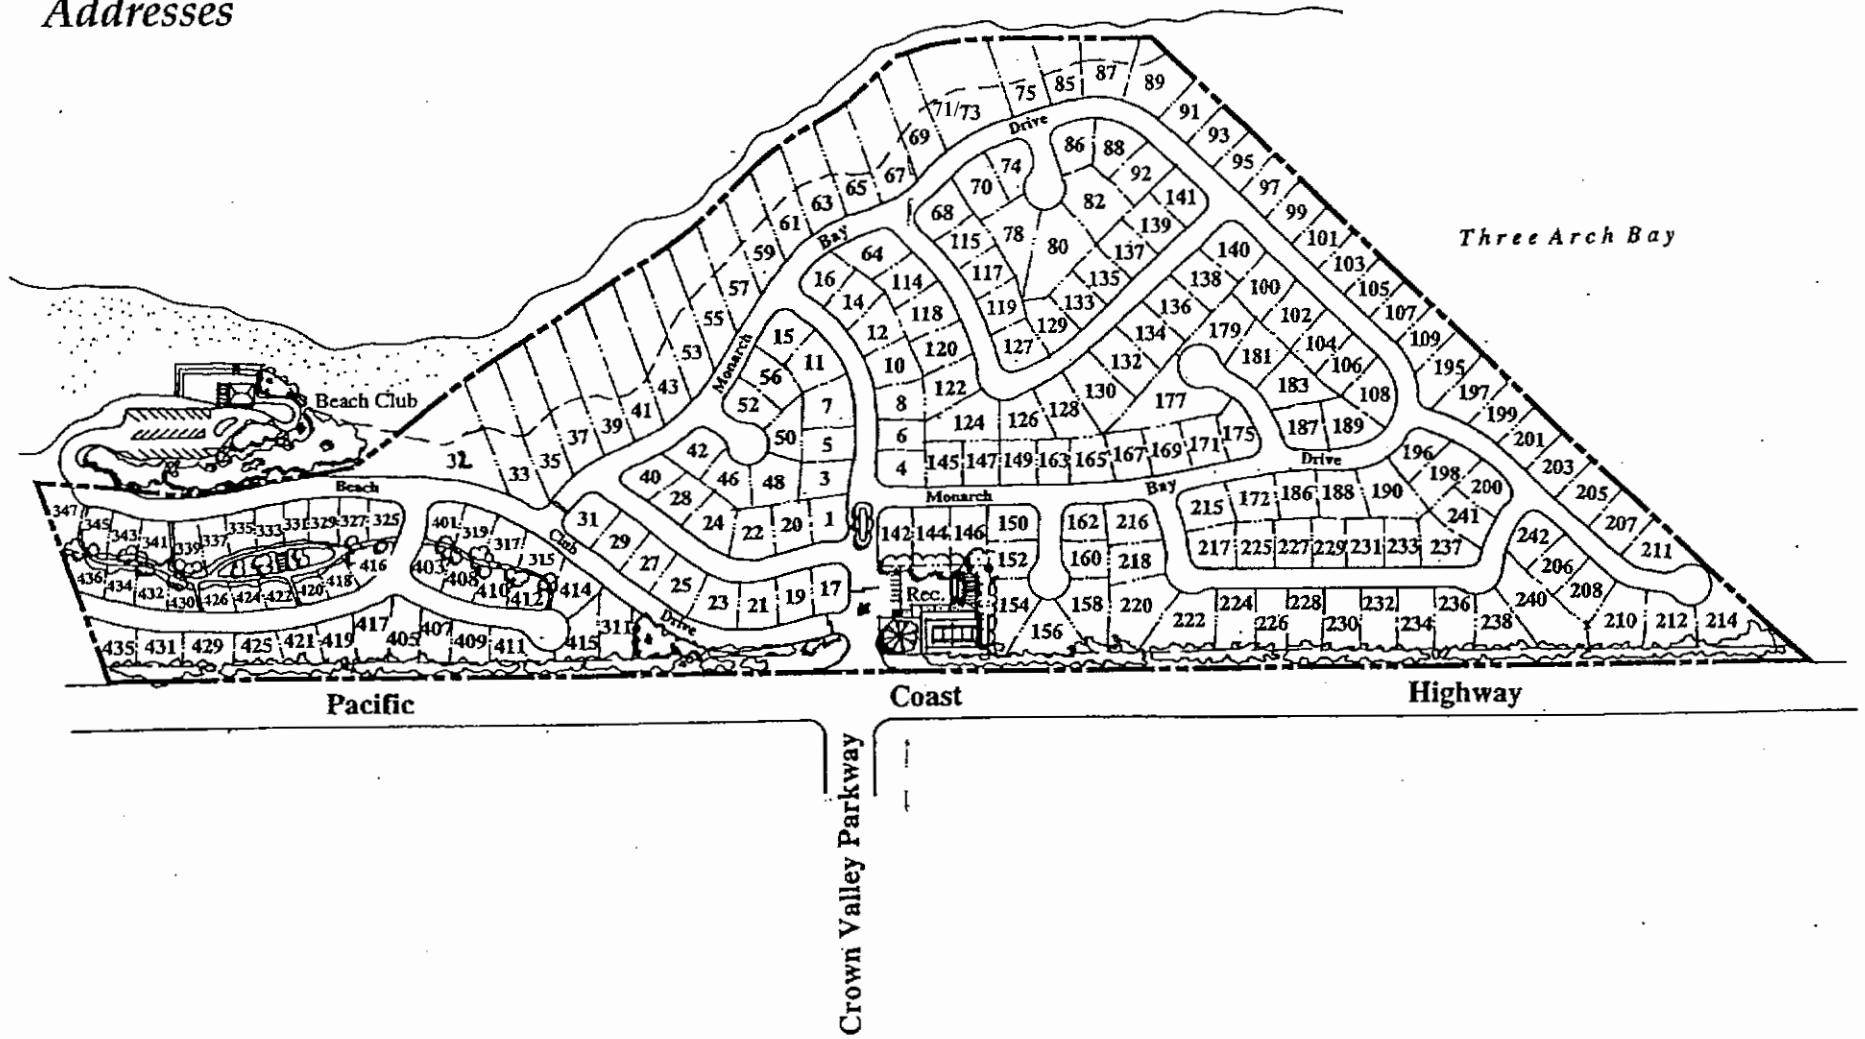 Addresses
71/73 75 85 87 89
69 Drive 86 88 91
67 74 92 93
65 70 82 141 95
63 68 139 97
61 Bay 115 78 80 137 99
59 64 117 135 140 101 Three Arch Bay
57 16 114 119 133 138 100 103
55 14 118 129 136 102 105
53 Monarch 15 12 120 127 134 179 104 107
43 56 11 10 122 132 181 106 109
41 52 7 8 124 126 128 130 183 108 195
39 50 5 6 177 187 189 197
37 42 46 48 3 4 145 147 149 163 165 167 169 171 175 199
Beach Club
32 33 35 40 28 24 22 20 1 Monarch Bay Drive 196 198 200 201
Beach
31 29 27 25 23 21 19 17
142 144 146 150 162 216 215 172 186 188 190 241 203
152 160 218 217 225 227 229 231 233 237 242 205
154 158 220 224 228 232 236 240 206 207
156 222 226 230 234 238 208 211
210 212 214
Rec.
Club
Drive
347 345 343 341 339 337 335 333 331 329 327 325 401 319 317 315
436 434 432 430 426 424 422 420 418 416 403 408 410 412 414
435 431 429 425 421 419 417 405 407 409 411 415 311
Pacific Coast Highway
Crown Valley Parkway